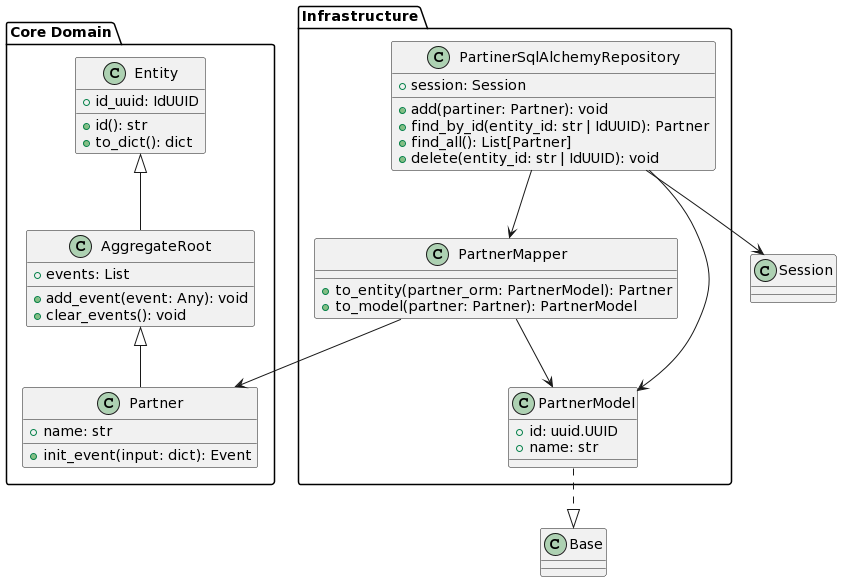 Core Domain
C Entity
id_uuid: IdUUID
id(): str
to_dict(): dict
C AggregateRoot
events: List
add_event(event: Any): void
clear_events(): void
C Partner
name: str
init_event(input: dict): Event
Infrastructure
C PartinerSqlAlchemyRepository
session: Session
add(partiner: Partner): void
find_by_id(entity_id: str | IdUUID): Partner
find_all(): List[Partner]
delete(entity_id: str | IdUUID): void
C PartnerMapper
to_entity(partner_orm: PartnerModel): Partner
to_model(partner: Partner): PartnerModel
C PartnerModel
id: uuid.UUID
name: str
C Session
C Base